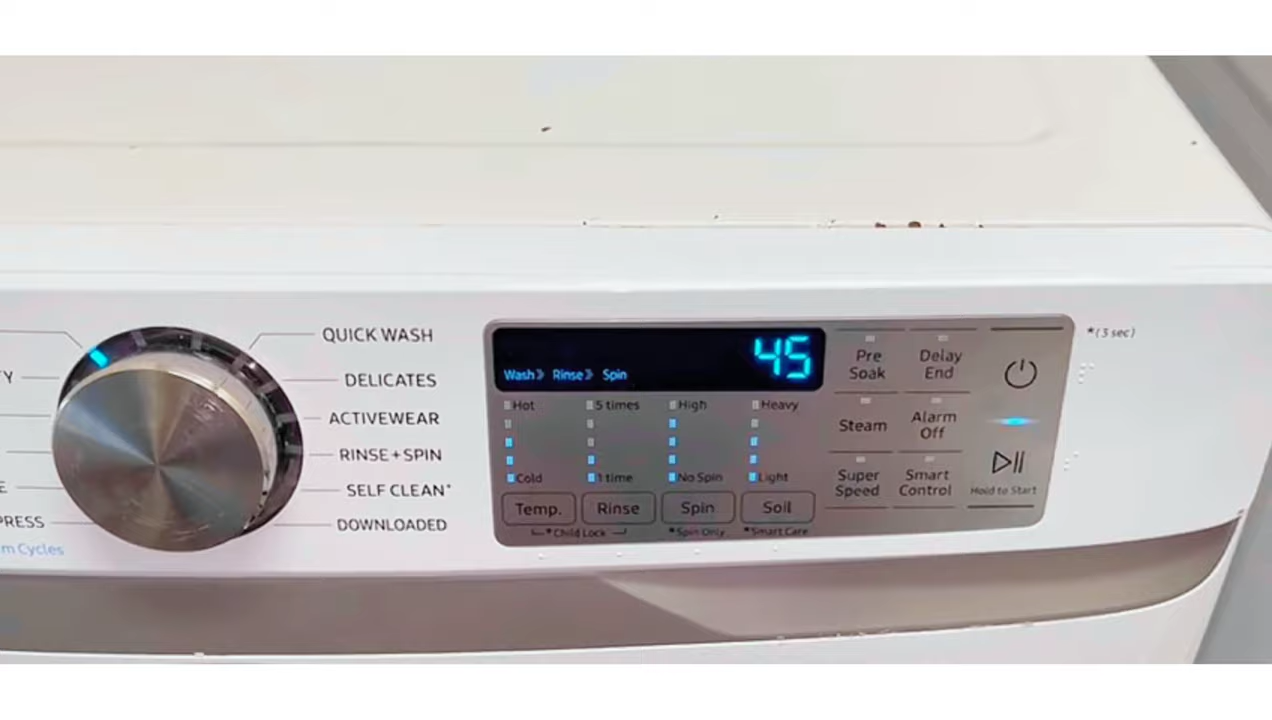 QUICK WASH
DELICATES
ACTIVEWEAR
RINSE+SPIN
SELF CLEAN*
DOWNLOADED
Y
E
PRESS
m Cycles
45
Wash》 Rinse》 Spin
Hot 5 times High Heavy
Cold 1 time No Spin Light
Temp. Rinse Spin Soil
*Child Lock *Spin Only *Smart Care
Pre Soak
Delay End
Steam
Alarm Off
Super Speed
Smart Control
Hold to Start
*(3 sec)